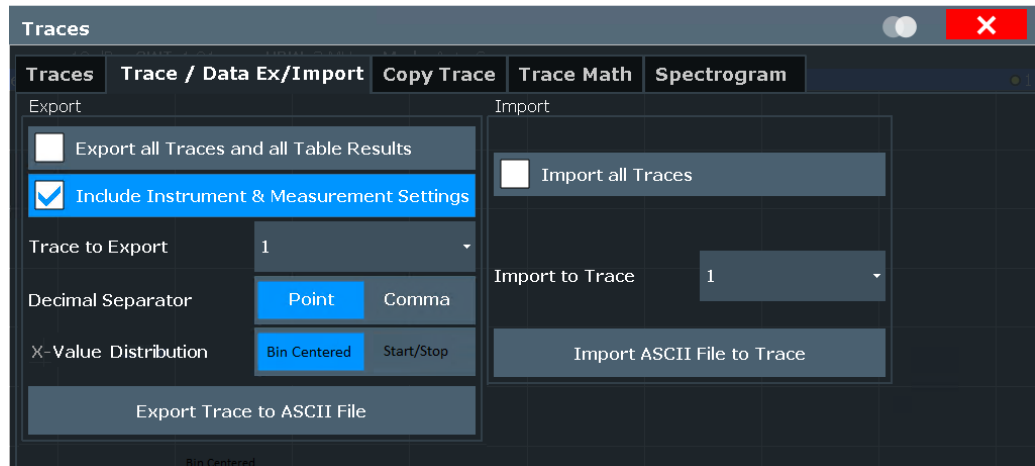 Traces
Traces
Trace / Data Ex/Import
Copy Trace
Trace Math
Spectrogram
Export
Import
Export all Traces and all Table Results
Import all Traces
Include Instrument & Measurement Settings
Trace to Export
1
Import to Trace
1
Decimal Separator
Point
Comma
X-Value Distribution
Bin Centered
Start/Stop
Import ASCII File to Trace
Export Trace to ASCII File
Bin Centered